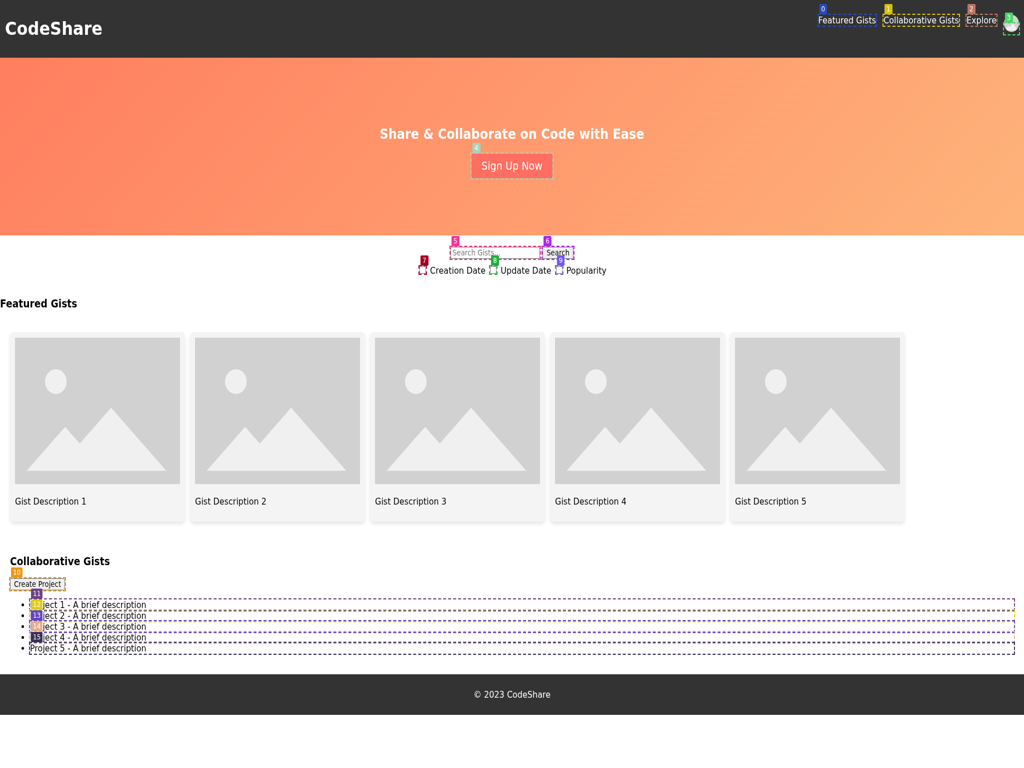 CodeShare
0 1 2 3
Featured Gists Collaborative Gists Explore
Share & Collaborate on Code with Ease
4
Sign Up Now
5 6
Search Gists... Search
7 8 9
Creation Date Update Date Popularity
Featured Gists
Gist Description 1 Gist Description 2 Gist Description 3 Gist Description 4 Gist Description 5
Collaborative Gists
10
Create Project
11
12 ject 1 - A brief description
13 ject 2 - A brief description
14 ject 3 - A brief description
15 ject 4 - A brief description
Project 5 - A brief description
© 2023 CodeShare